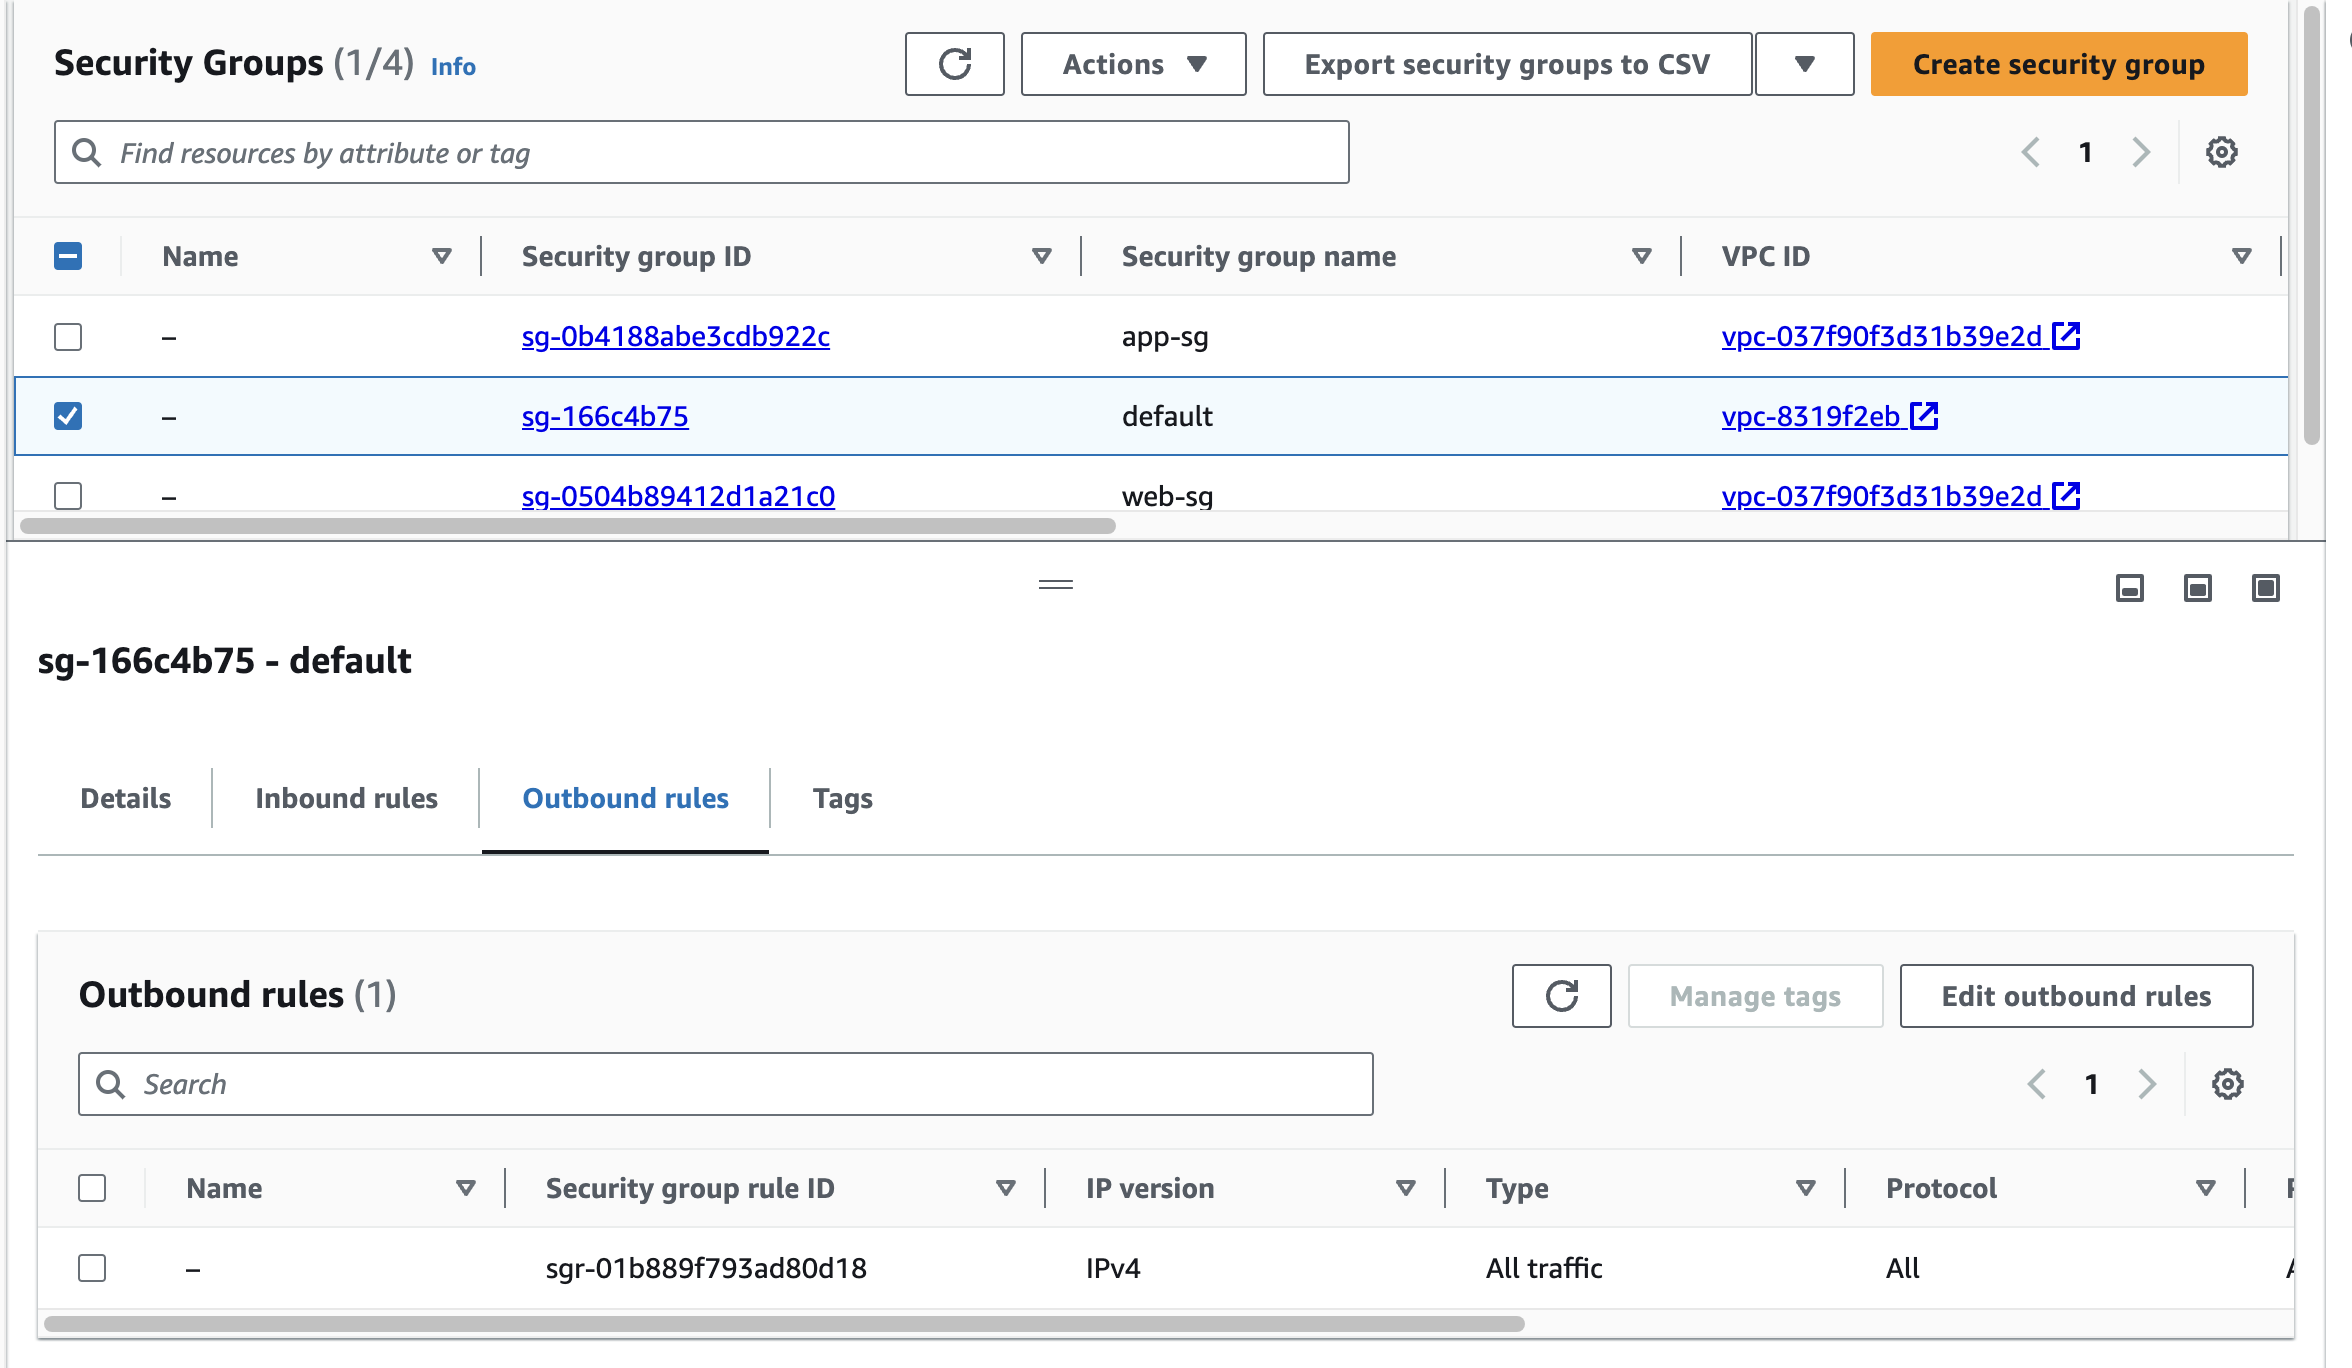 Security Groups (1/4) Info Actions Export security groups to CSV Create security group
Find resources by attribute or tag 1
Name Security group ID Security group name VPC ID
– sg-0b4188abe3cdb922c app-sg vpc-037f90f3d31b39e2d
– sg-166c4b75 default vpc-8319f2eb
– sg-0504b89412d1a21c0 web-sg vpc-037f90f3d31b39e2d
sg-166c4b75 - default
Details Inbound rules Outbound rules Tags
Outbound rules (1) Manage tags Edit outbound rules
Search 1
Name Security group rule ID IP version Type Protocol
– sgr-01b889f793ad80d18 IPv4 All traffic All